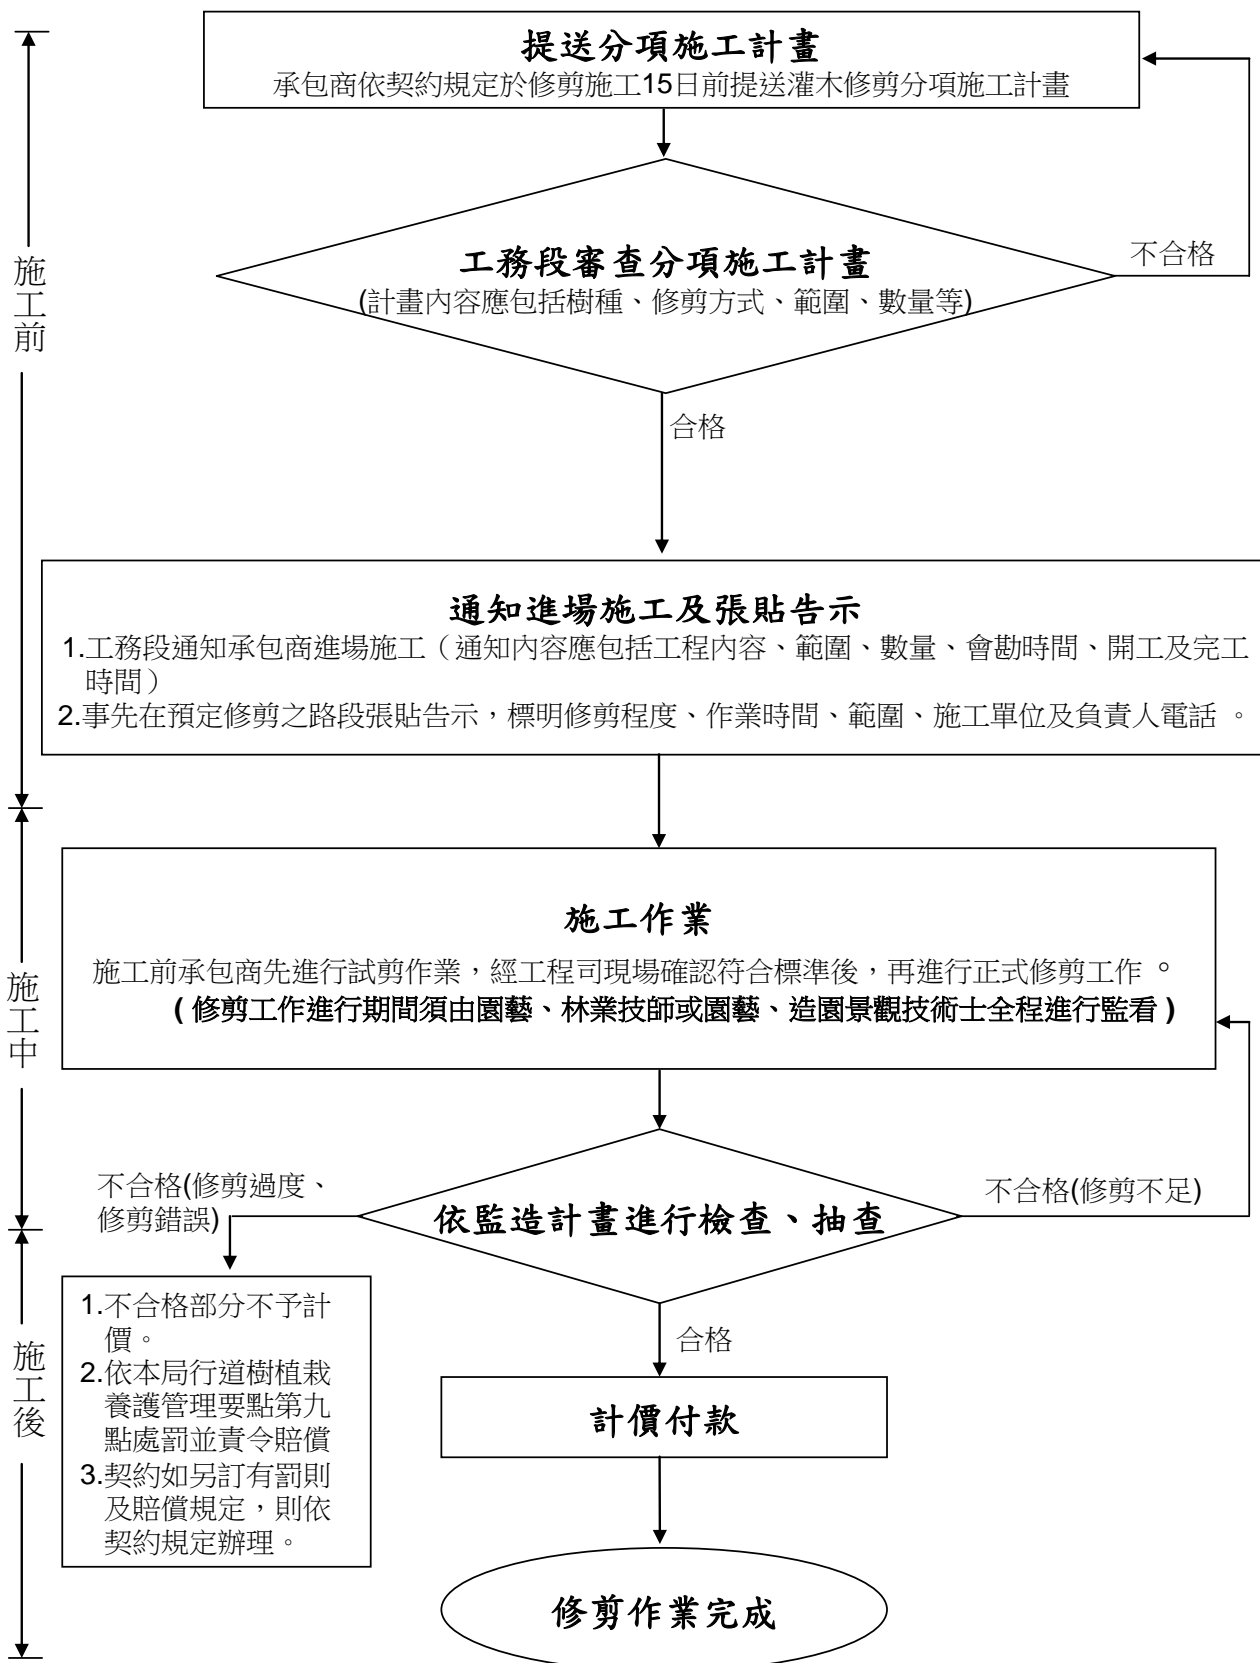 提送分項施工計畫
承包商依契約規定於修剪施工15日前提送灌木修剪分項施工計畫
工務段審查分項施工計畫
(計畫內容應包括樹種、修剪方式、範圍、數量等)
不合格
施工前
合格
通知進場施工及張貼告示
1.工務段通知承包商進場施工（通知內容應包括工程內容、範圍、數量、會勘時間、開工及完工
時間）
2.事先在預定修剪之路段張貼告示，標明修剪程度、作業時間、範圍、施工單位及負責人電話 。
施工作業
施工前承包商先進行試剪作業，經工程司現場確認符合標準後，再進行正式修剪工作 。
( 修剪工作進行期間須由園藝、林業技師或園藝、造園景觀技術士全程進行監看 )
施工中
不合格(修剪過度、
修剪錯誤)
依監造計畫進行檢查、抽查
不合格(修剪不足)
施工後
1.不合格部分不予計
價。
2.依本局行道樹植栽
養護管理要點第九
點處罰並責令賠償
3.契約如另訂有罰則
及賠償規定，則依
契約規定辦理。
合格
計價付款
修剪作業完成